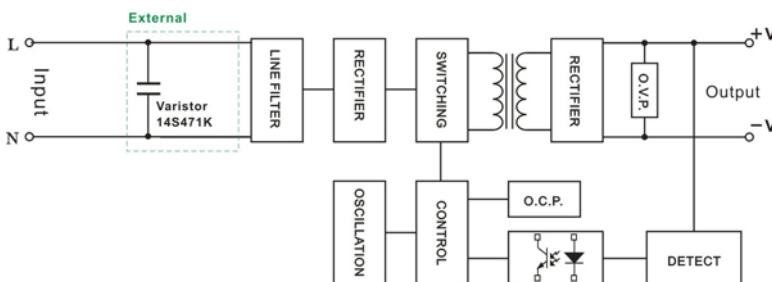 External
L
+V
Input
Varistor
14S471K
LINE FILTER
RECTIFIER
SWITCHING
RECTIFIER
O.V.P.
Output
N
-V
OSCILLATION
CONTROL
O.C.P.
DETECT